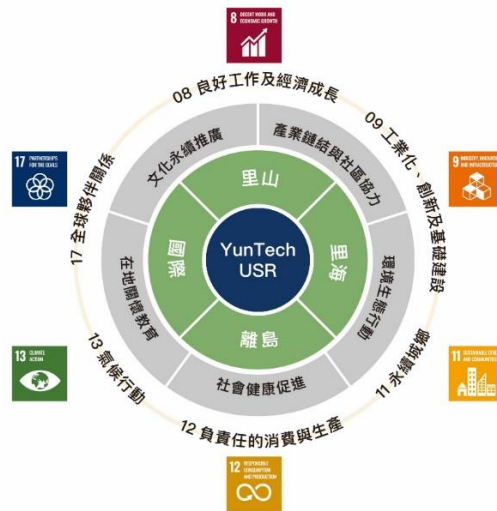 8 DECENT WORK AND
ECONOMIC GROWTH
08 良好工作及經濟成長
09 工業化、創新及基礎建設
9 INDUSTRY, INNOVATION
AND INFRASTRUCTURE
11 永續城鄉
11 SUSTAINABLE CITIES
AND COMMUNITIES
12 負責任的消費與生產
12 RESPONSIBLE
CONSUMPTION
AND PRODUCTION
13 氣候行動
13 CLIMATE
ACTION
17 全球夥伴關係
17 PARTNERSHIPS
FOR THE GOALS
文化永續推廣
產業鏈結與社區協力
環境生態行動
社會健康促進
在地關懷教育
里山
里海
離島
國際
YunTech
USR